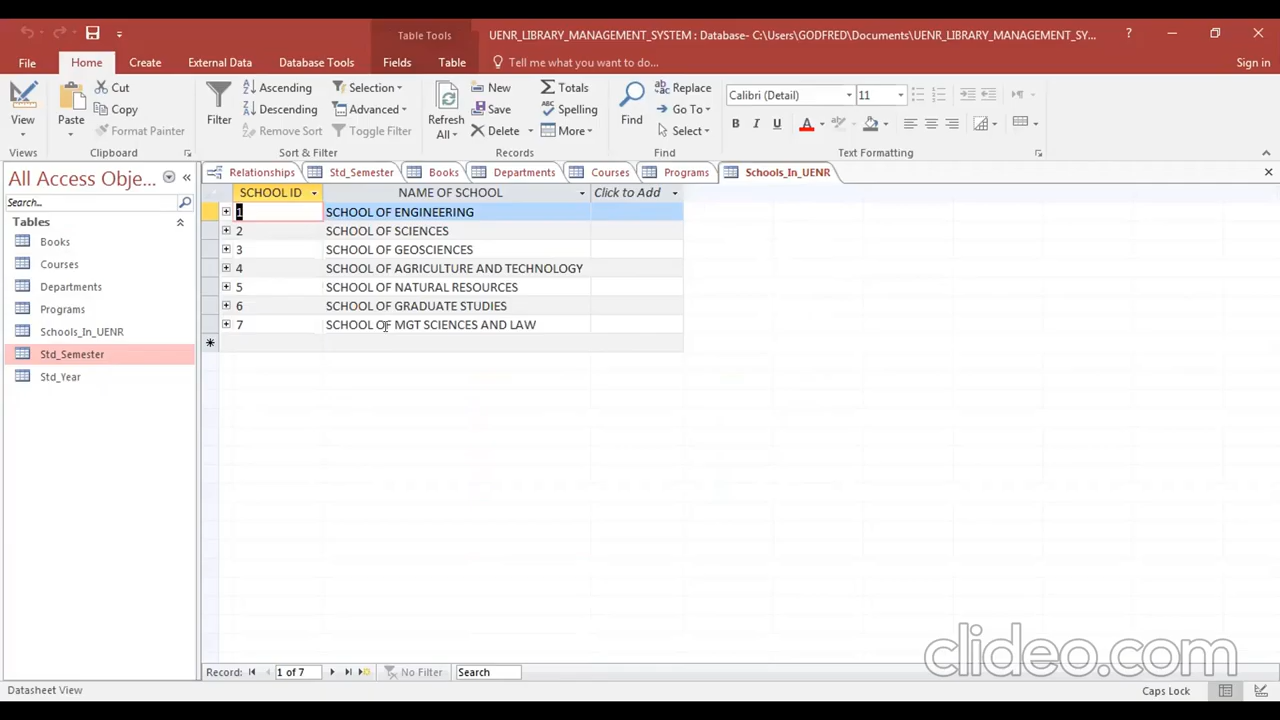 Table Tools
UENR_LIBRARY_MANAGEMENT_SYSTEM : Database- C:\Users\GODFRED\Documents\UENR_LIBRARY_MANAGEMENT_SY...
?
File Home Create External Data Database Tools Fields Table Tell me what you want to do... Sign in
View
Views
Paste
Cut
Copy
Format Painter
Clipboard
Filter
Ascending
Descending
Remove Sort
Selection
Advanced
Toggle Filter
Sort & Filter
Refresh
All
New
Save
Delete
Totals
Spelling
More
Records
Find
Replace
Go To
Select
Find
Calibri (Detail) 11
B I U A
Text Formatting
All Access Obje...
Search...
Tables
Books
Courses
Departments
Programs
Schools_In_UENR
Std_Semester
Std_Year
Relationships Std_Semester Books Departments Courses Programs Schools_In_UENR
SCHOOL ID NAME OF SCHOOL Click to Add
1 SCHOOL OF ENGINEERING
2 SCHOOL OF SCIENCES
3 SCHOOL OF GEOSCIENCES
4 SCHOOL OF AGRICULTURE AND TECHNOLOGY
5 SCHOOL OF NATURAL RESOURCES
6 SCHOOL OF GRADUATE STUDIES
7 SCHOOL OF MGT SCIENCES AND LAW
clideo.com
Record: 1 of 7 No Filter Search
Datasheet View Caps Lock